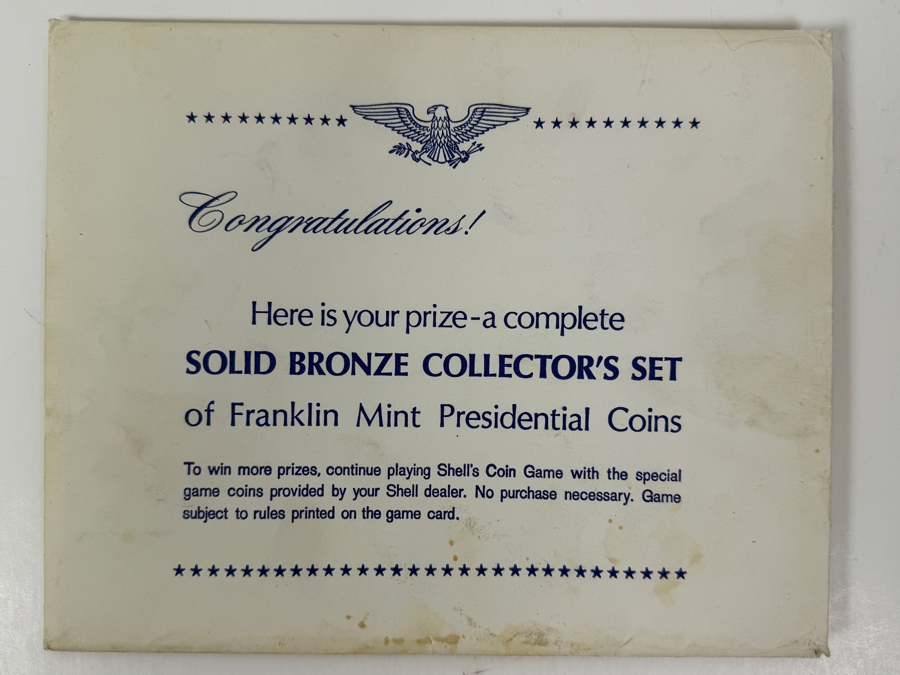 Congratulations!
Here is your prize-a complete
SOLID BRONZE COLLECTOR'S SET
of Franklin Mint Presidential Coins
To win more prizes, continue playing Shell's Coin Game with the special
game coins provided by your Shell dealer. No purchase necessary. Game
subject to rules printed on the game card.